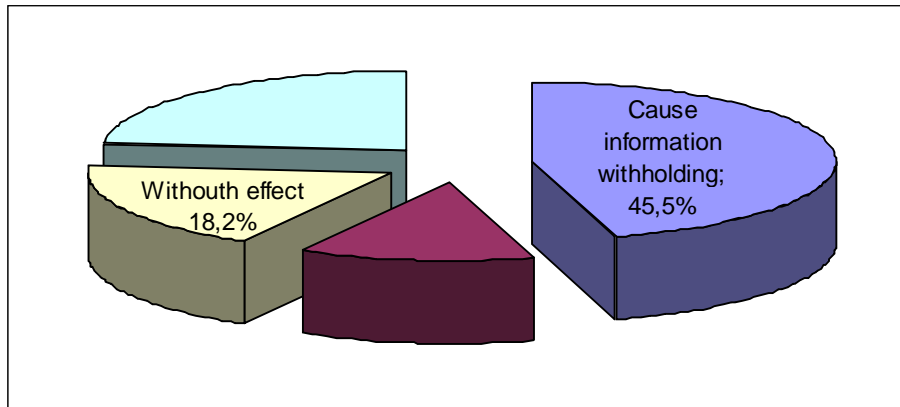 Cause
information
withholding;
45,5%
Withouth effect
18,2%